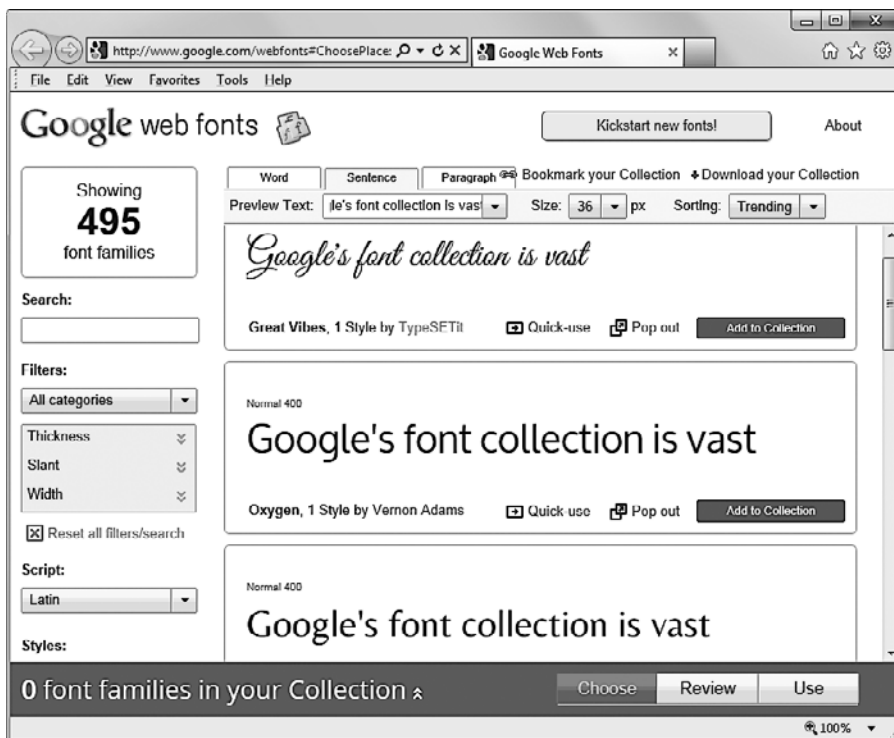 http://www.google.com/webfonts#ChoosePlace:
Google Web Fonts
File Edit View Favorites Tools Help
Google web fonts
Kickstart new fonts!
About
Showing
495
font families
Search:
Filters:
All categories
Thickness
Slant
Width
Reset all filters/search
Script:
Latin
Styles:
Word Sentence Paragraph Bookmark your Collection Download your Collection
Preview Text: le's font collection is vast Size: 36 px Sorting: Trending
Google's font collection is vast
Great Vibes, 1 Style by TypeSETit Quick-use Pop out Add to Collection
Normal 400
Google's font collection is vast
Oxygen, 1 Style by Vernon Adams Quick-use Pop out Add to Collection
Normal 400
Google's font collection is vast
0 font families in your Collection Choose Review Use
100%